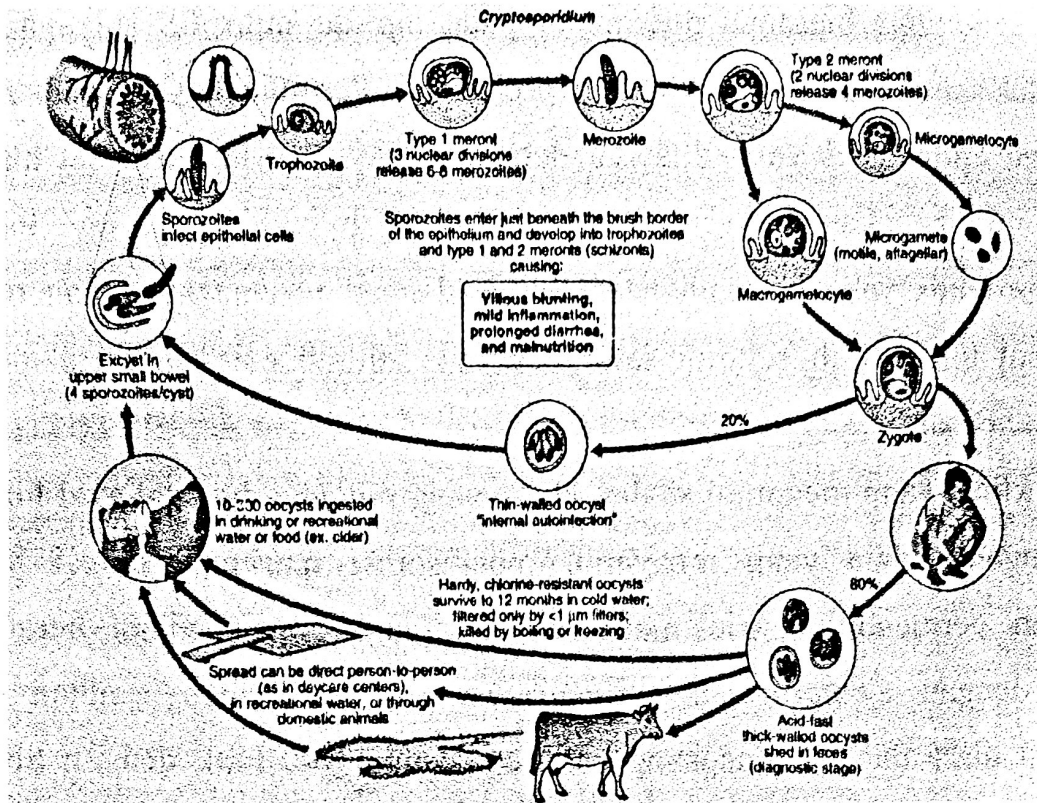 Cryptosporidium
Type 2 meront
(2 nuclear divisions
release 4 merozoites)
Trophozoite
Type 1 meront
(3 nuclear divisions
release 6-8 merozoites)
Merozoite
Microgametocyte
Sporozoites
infect epithelial cells
Sporozoites enter just beneath the brush border
of the epithelium and develop into trophozoites
and type 1 and 2 meronts (schizonts)
causing:
Villous blunting,
mild inflammation,
prolonged diarrhea,
and malnutrition
Microgamete
(motile, aflagellar)
Macrogametocyte
Excyst in
upper small bowel
(4 sporozoites/cyst)
20%
Zygote
Thin-walled oocyst
"internal autoinfection"
10-300 oocysts ingested
in drinking or recreational
water or food (ex. cider)
80%
Hardy, chlorine-resistant oocysts
survive to 12 months in cold water;
filtered only by <1 µm filters;
killed by boiling or freezing
Spread can be direct person-to-person
(as in daycare centers),
in recreational water, or through
domestic animals
Acid-fast
thick-walled oocysts
shed in feces
(diagnostic stage)